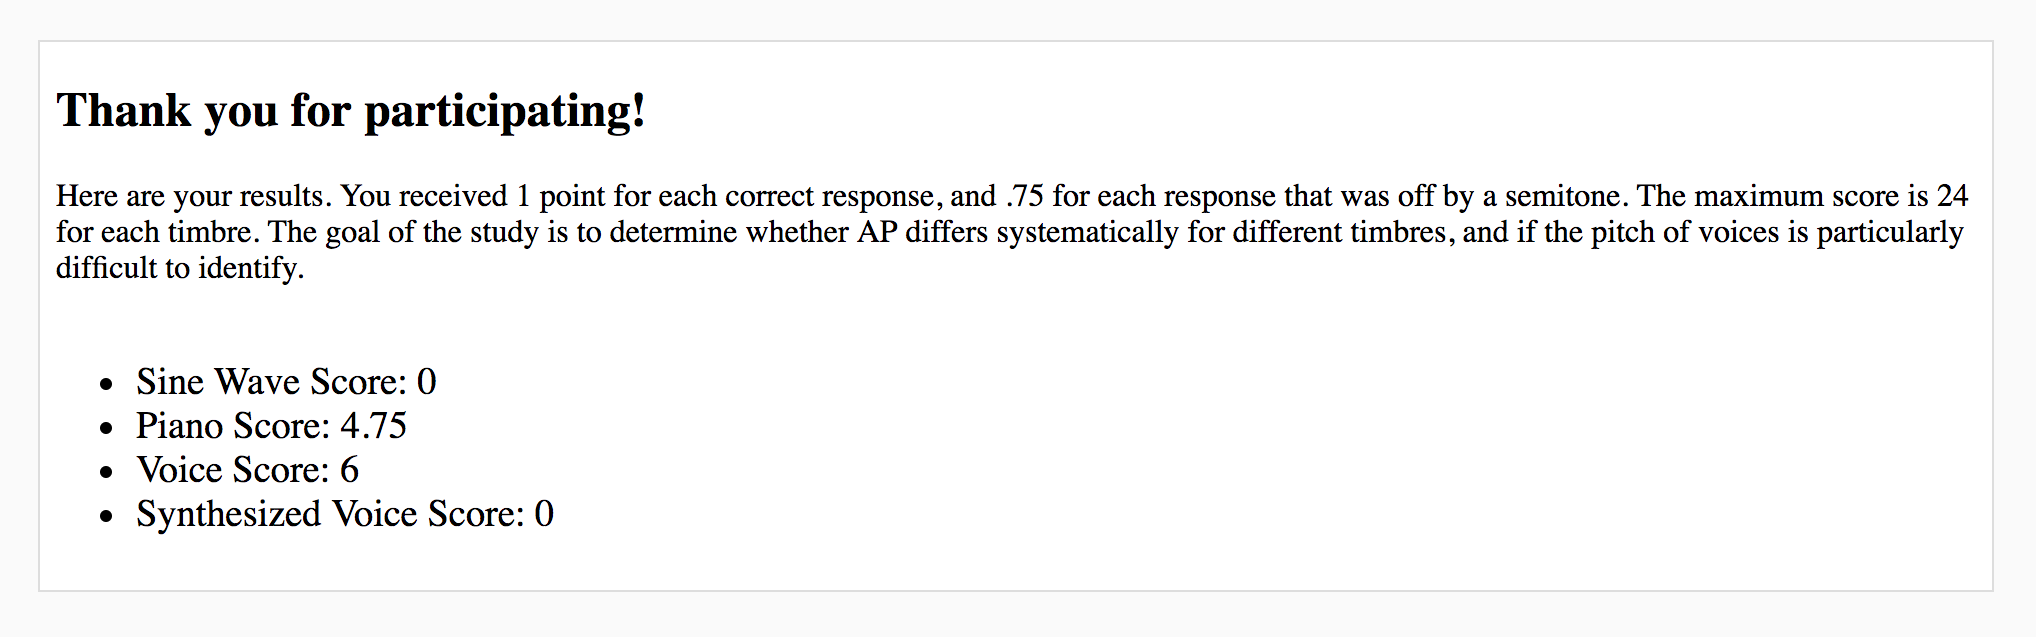 Thank you for participating!
Here are your results. You received 1 point for each correct response, and .75 for each response that was off by a semitone. The maximum score is 24
for each timbre. The goal of the study is to determine whether AP differs systematically for different timbres, and if the pitch of voices is particularly
difficult to identify.
• Sine Wave Score: 0
• Piano Score: 4.75
• Voice Score: 6
• Synthesized Voice Score: 0